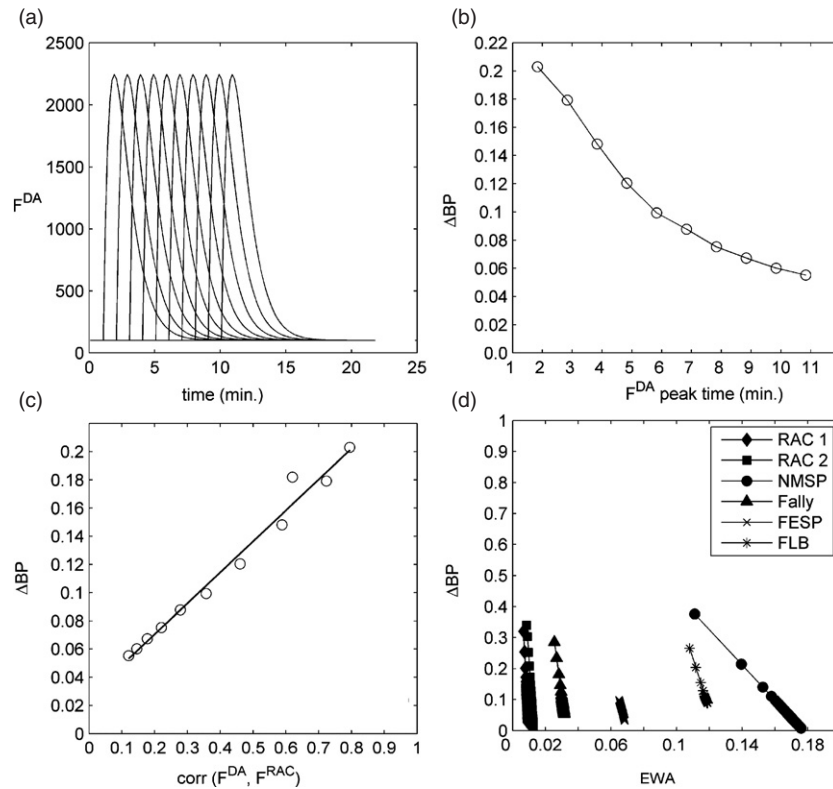 (a)
2500
2000
1500
1000
500
0
F^DA
0 5 10 15 20 25
time (min.)
(b)
0.22
0.2
0.18
0.16
0.14
0.12
0.1
0.08
0.06
0.04
0.02
0.0
ΔBP
1 2 3 4 5 6 7 8 9 10 11
F^DA peak time (min.)
(c)
0.2
0.18
0.16
0.14
0.12
0.1
0.08
0.06
0.04
0.02
0
ΔBP
0 0.1 0.2 0.3 0.4 0.5 0.6 0.7 0.8 0.9 1
corr (F^DA, F^RAC)
(d)
1
0.9
0.8
0.7
0.6
0.5
0.4
0.3
0.2
0.1
0
ΔBP
RAC 1
RAC 2
NMSP
Fally
FESP
FLB
0 0.02 0.06 0.1 0.14 0.18
EWA